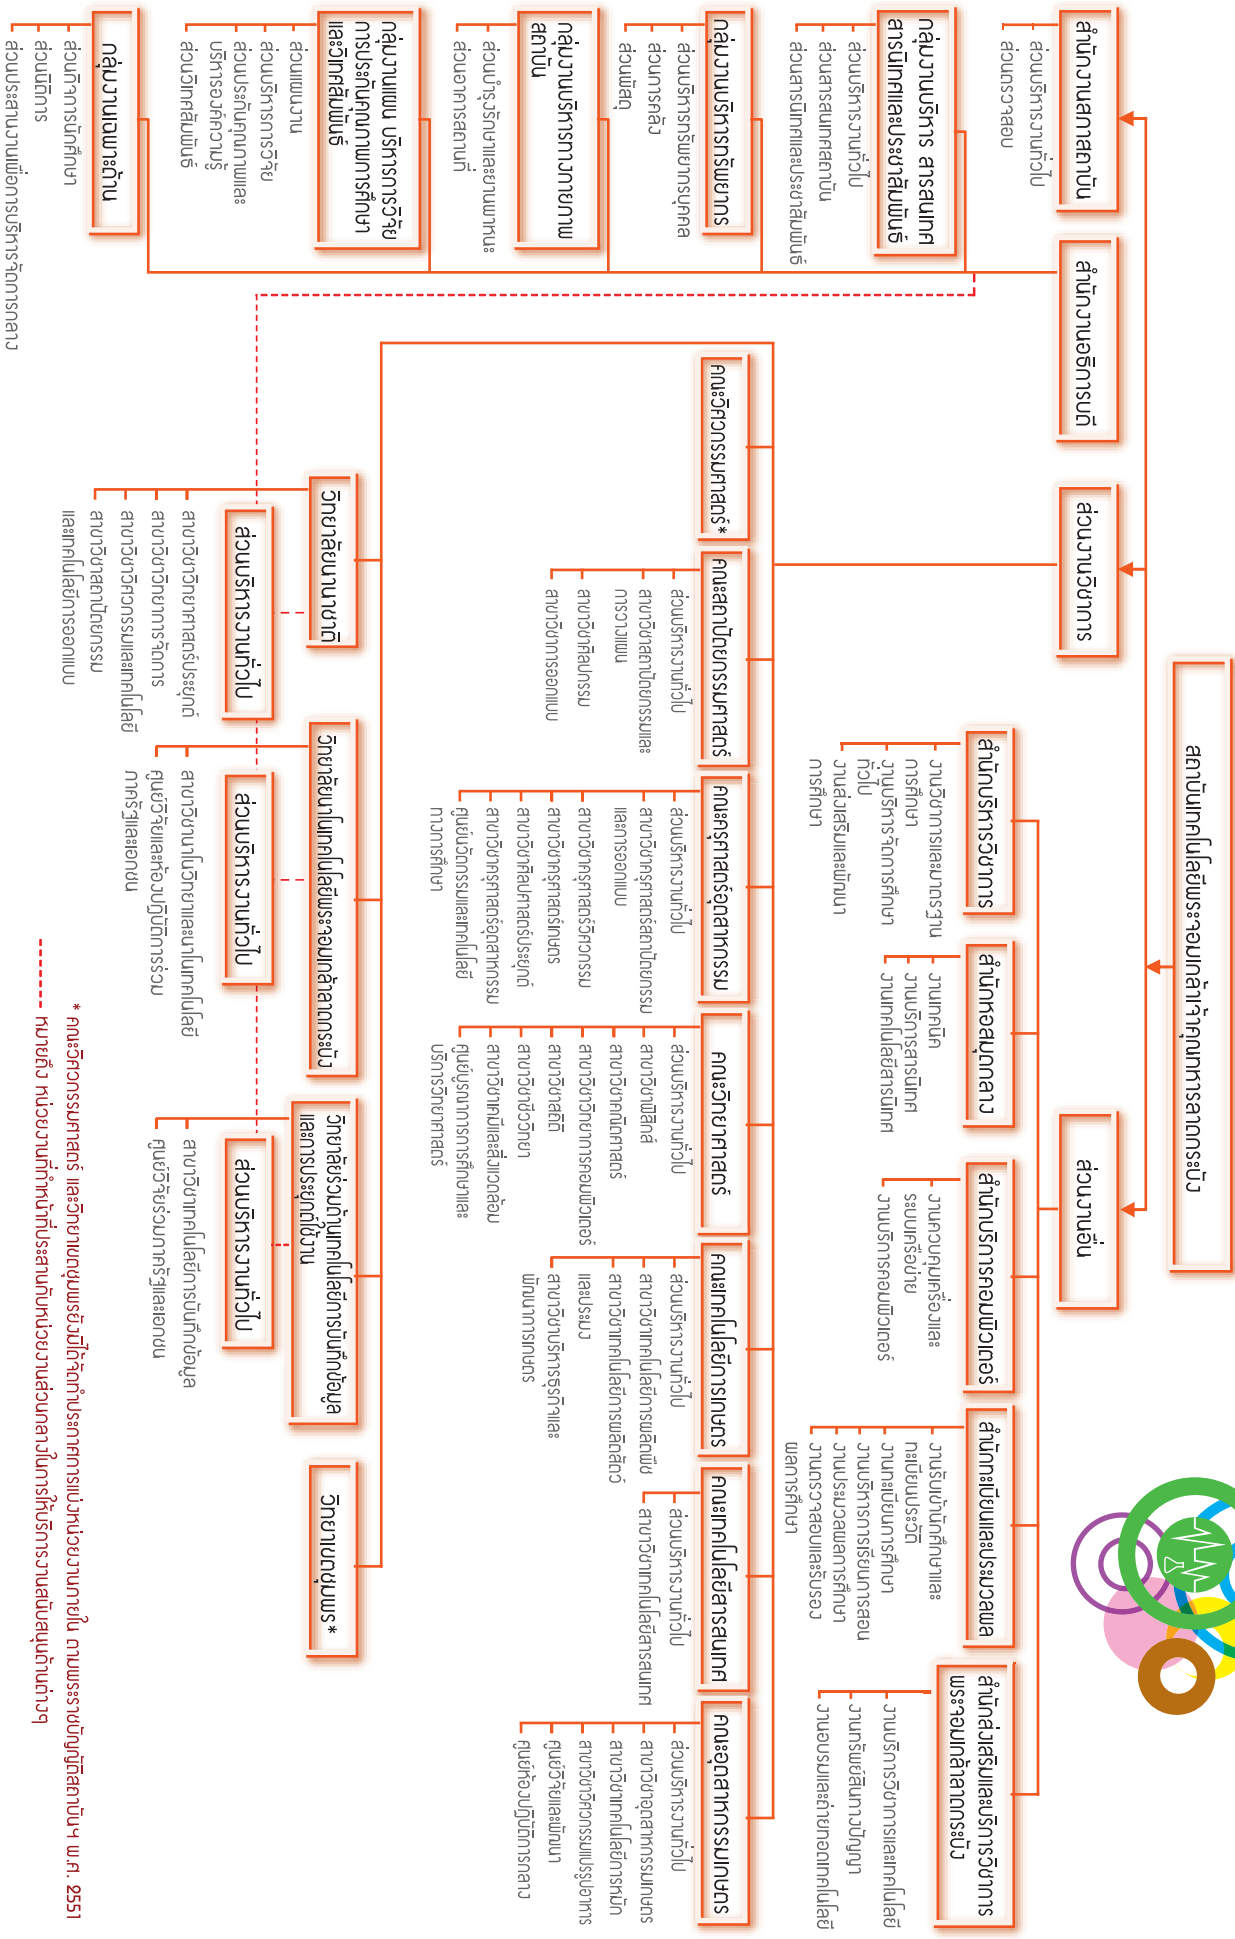 สถาบันเทคโนโลยีพระจอมเกล้าเจ้าคุณทหารลาดกระบัง
สำนักงานสภาสถาบัน
ส่วนบริหารงานทั่วไป
ส่วนตรวจสอบ
สำนักงานอธิการบดี
ส่วนงานวิชาการ
ส่วนงานอื่น
กลุ่มงานบริหาร สารสนเทศ
สารนิเทศและประชาสัมพันธ์
ส่วนบริหารงานทั่วไป
ส่วนสารสนเทศสถาบัน
ส่วนสารนิเทศและประชาสัมพันธ์
กลุ่มงานบริหารทรัพยากร
ส่วนบริหารทรัพยากรบุคคล
ส่วนการคลัง
ส่วนพัสดุ
กลุ่มงานบริหารทางกายภาพ
สถาบัน
ส่วนบำรุงรักษาและยานพาหนะ
ส่วนอาคารสถานที่
กลุ่มงานแผน บริหารการวิจัย
การประกันคุณภาพการศึกษา
และวิเทศสัมพันธ์
ส่วนแผนงาน
ส่วนบริหารการวิจัย
ส่วนประกันคุณภาพและ
บริหารองค์ความรู้
ส่วนวิเทศสัมพันธ์
กลุ่มงานเฉพาะด้าน
ส่วนกิจการนักศึกษา
ส่วนนิติการ
ส่วนประสานงานเพื่อการบริหารจัดการกลาง
สำนักบริหารวิชาการ
งานวิชาการและมาตรฐาน
การศึกษา
งานบริหารจัดการศึกษา
ทั่วไป
งานส่งเสริมและพัฒนา
การศึกษา
สำนักหอสมุดกลาง
งานเทคนิค
งานบริการสารนิเทศ
งานเทคโนโลยีสารนิเทศ
สำนักบริการคอมพิวเตอร์
งานควบคุมเครื่องและ
ระบบเครือข่าย
งานบริการคอมพิวเตอร์
สำนักทะเบียนและประมวลผล
งานรับเข้านักศึกษาและ
ทะเบียนประวัติ
งานทะเบียนการศึกษา
งานบริหารการเรียนการสอน
งานประมวลผลการศึกษา
งานตรวจสอบและรับรอง
ผลการศึกษา
สำนักส่งเสริมและบริการวิชาการ
พระจอมเกล้าลาดกระบัง
งานบริการวิชาการและเทคโนโลยี
งานทรัพย์สินทางปัญญา
งานอบรมและถ่ายทอดเทคโนโลยี
คณะวิศวกรรมศาสตร์*
คณะสถาปัตยกรรมศาสตร์
ส่วนบริหารงานทั่วไป
สาขาวิชาสถาปัตยกรรมและ
การวางแผน
สาขาวิชาศิลปกรรม
สาขาวิชาการออกแบบ
คณะครุศาสตร์อุตสาหกรรม
ส่วนบริหารงานทั่วไป
สาขาวิชาครุศาสตร์สถาปัตยกรรม
และการออกแบบ
สาขาวิชาครุศาสตร์วิศวกรรม
สาขาวิชาครุศาสตร์เกษตร
สาขาวิชาศิลปศาสตร์ประยุกต์
สาขาวิชาครุศาสตร์อุตสาหกรรม
ศูนย์นวัตกรรมและเทคโนโลยี
ทางการศึกษา
คณะวิทยาศาสตร์
ส่วนบริหารงานทั่วไป
สาขาวิชาฟิสิกส์
สาขาวิชาคณิตศาสตร์
สาขาวิชาวิทยาการคอมพิวเตอร์
สาขาวิชาสถิติ
สาขาวิชาชีววิทยา
สาขาวิชาเคมีและสิ่งแวดล้อม
ศูนย์บูรณาการการศึกษาและ
บริการวิทยาศาสตร์
คณะเทคโนโลยีการเกษตร
ส่วนบริหารงานทั่วไป
สาขาวิชาเทคโนโลยีการผลิตพืช
สาขาวิชาเทคโนโลยีการผลิตสัตว์
และประมง
สาขาวิชาบริหารธุรกิจและ
พัฒนาการเกษตร
คณะเทคโนโลยีสารสนเทศ
ส่วนบริหารงานทั่วไป
สาขาวิชาเทคโนโลยีสารสนเทศ
คณะอุตสาหกรรมเกษตร
ส่วนบริหารงานทั่วไป
สาขาวิชาอุตสาหกรรมเกษตร
สาขาวิชาเทคโนโลยีการหมัก
สาขาวิชาวิศวกรรมแปรรูปอาหาร
ศูนย์วิจัยและพัฒนา
ศูนย์ห้องปฏิบัติการกลาง
วิทยาลัยนานาชาติ
ส่วนบริหารงานทั่วไป
สาขาวิชาวิทยาศาสตร์ประยุกต์
สาขาวิชาวิทยาการจัดการ
สาขาวิชาวิศวกรรมและเทคโนโลยี
สาขาวิชาสถาปัตยกรรม
และเทคโนโลยีการออกแบบ
วิทยาลัยนาโนเทคโนโลยีพระจอมเกล้าลาดกระบัง
ส่วนบริหารงานทั่วไป
สาขาวิชานาโนวิทยาและนาโนเทคโนโลยี
ศูนย์วิจัยและห้องปฏิบัติการร่วม
ภาครัฐและเอกชน
วิทยาลัยร่วมด้านเทคโนโลยีการบันทึกข้อมูล
และการประยุกต์ใช้งาน
ส่วนบริหารงานทั่วไป
สาขาวิชาเทคโนโลยีการบันทึกข้อมูล
ศูนย์วิจัยร่วมภาครัฐและเอกชน
วิทยาเขตชุมพร*
* คณะวิศวกรรมศาสตร์ และวิทยาเขตชุมพรยังมิได้จัดทำประกาศการแบ่งหน่วยงานภายใน ตามพระราชบัญญัติสถาบันฯ พ.ศ. 2551
-------- หมายถึง หน่วยงานที่ทำหน้าที่ประสานกับหน่วยงานส่วนกลางในการให้บริการงานสนับสนุนด้านต่างๆ